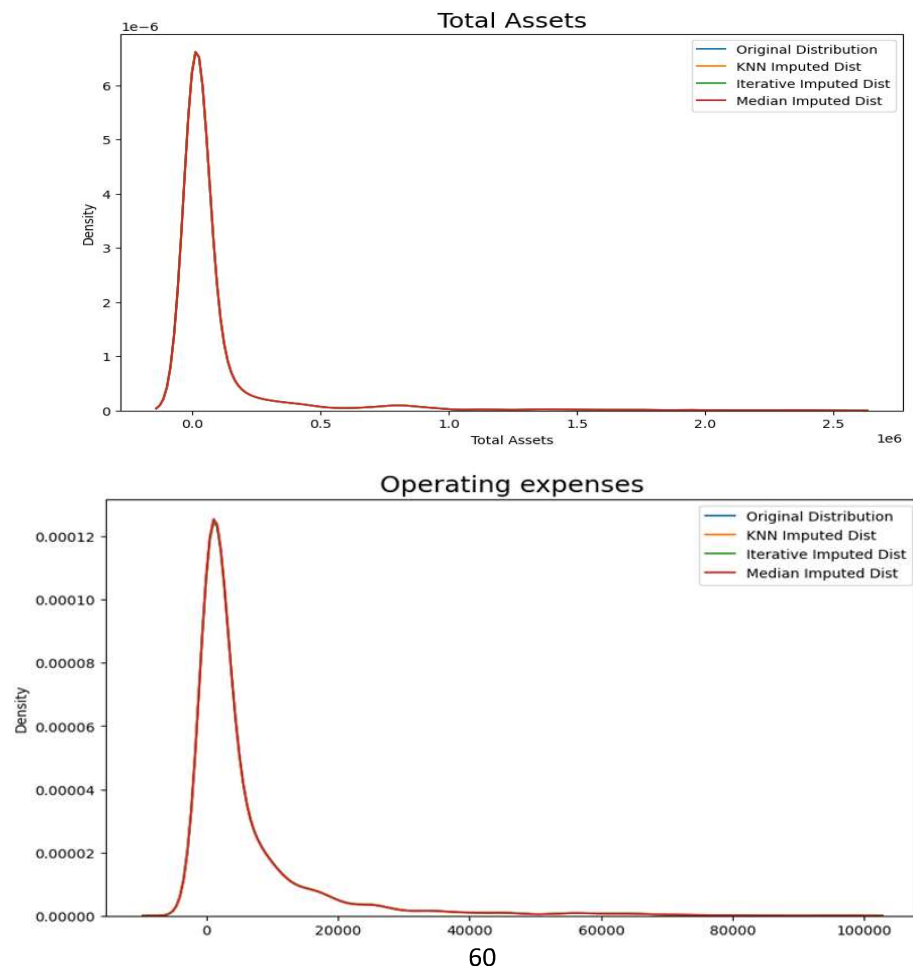 Total Assets
1e−6
Original Distribution
KNN Imputed Dist
Iterative Imputed Dist
Median Imputed Dist
6
5
4
3
2
1
0
Density
0.0 0.5 1.0 1.5 2.0 2.5
1e6
Total Assets
Operating expenses
Original Distribution
KNN Imputed Dist
Iterative Imputed Dist
Median Imputed Dist
0.00012
0.00010
0.00008
0.00006
0.00004
0.00002
0.00000
Density
0 20000 40000 60000 80000 100000
60